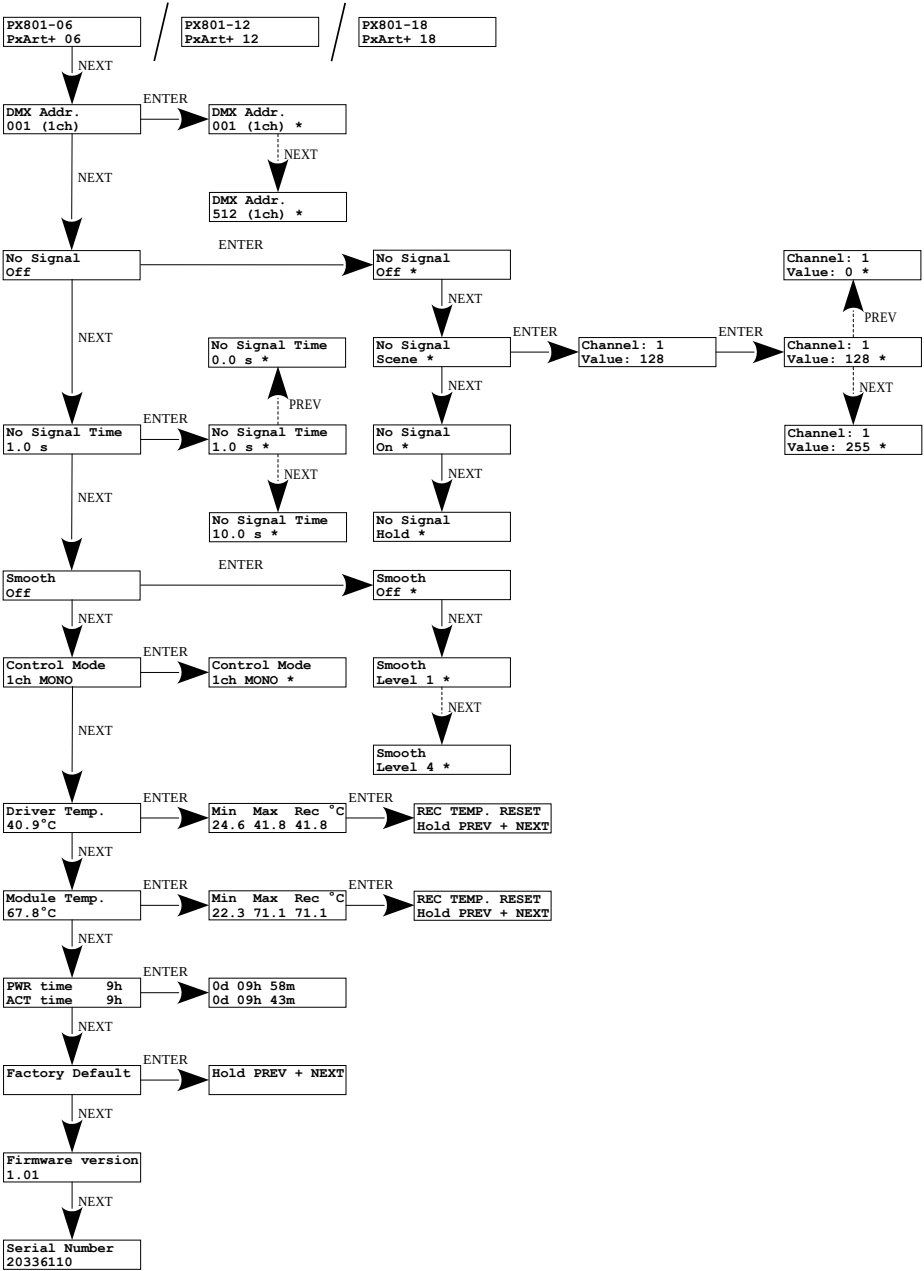 PX801-06
PxArt+ 06
/
PX801-12
PxArt+ 12
/
PX801-18
PxArt+ 18
NEXT
DMX Addr.
001 (1ch)
ENTER
DMX Addr.
001 (1ch) *
NEXT
DMX Addr.
512 (1ch) *
NEXT
No Signal
Off
ENTER
No Signal
Off *
NEXT
No Signal
Scene *
ENTER
Channel: 1
Value: 128
ENTER
Channel: 1
Value: 0 *
PREV
Channel: 1
Value: 128 *
NEXT
Channel: 1
Value: 255 *
NEXT
No Signal
On *
NEXT
No Signal
Hold *
NEXT
No Signal Time
0.0 s *
PREV
No Signal Time
1.0 s
ENTER
No Signal Time
1.0 s *
NEXT
No Signal Time
10.0 s *
NEXT
Smooth
Off
ENTER
Smooth
Off *
NEXT
Smooth
Level 1 *
NEXT
Smooth
Level 4 *
NEXT
Control Mode
1ch MONO
ENTER
Control Mode
1ch MONO *
NEXT
Driver Temp.
40.9°C
ENTER
Min Max Rec °C
24.6 41.8 41.8
ENTER
REC TEMP. RESET
Hold PREV + NEXT
NEXT
Module Temp.
67.8°C
ENTER
Min Max Rec °C
22.3 71.1 71.1
ENTER
REC TEMP. RESET
Hold PREV + NEXT
NEXT
PWR time 9h
ACT time 9h
ENTER
0d 09h 58m
0d 09h 43m
NEXT
Factory Default
ENTER
Hold PREV + NEXT
NEXT
Firmware version
1.01
NEXT
Serial Number
20336110